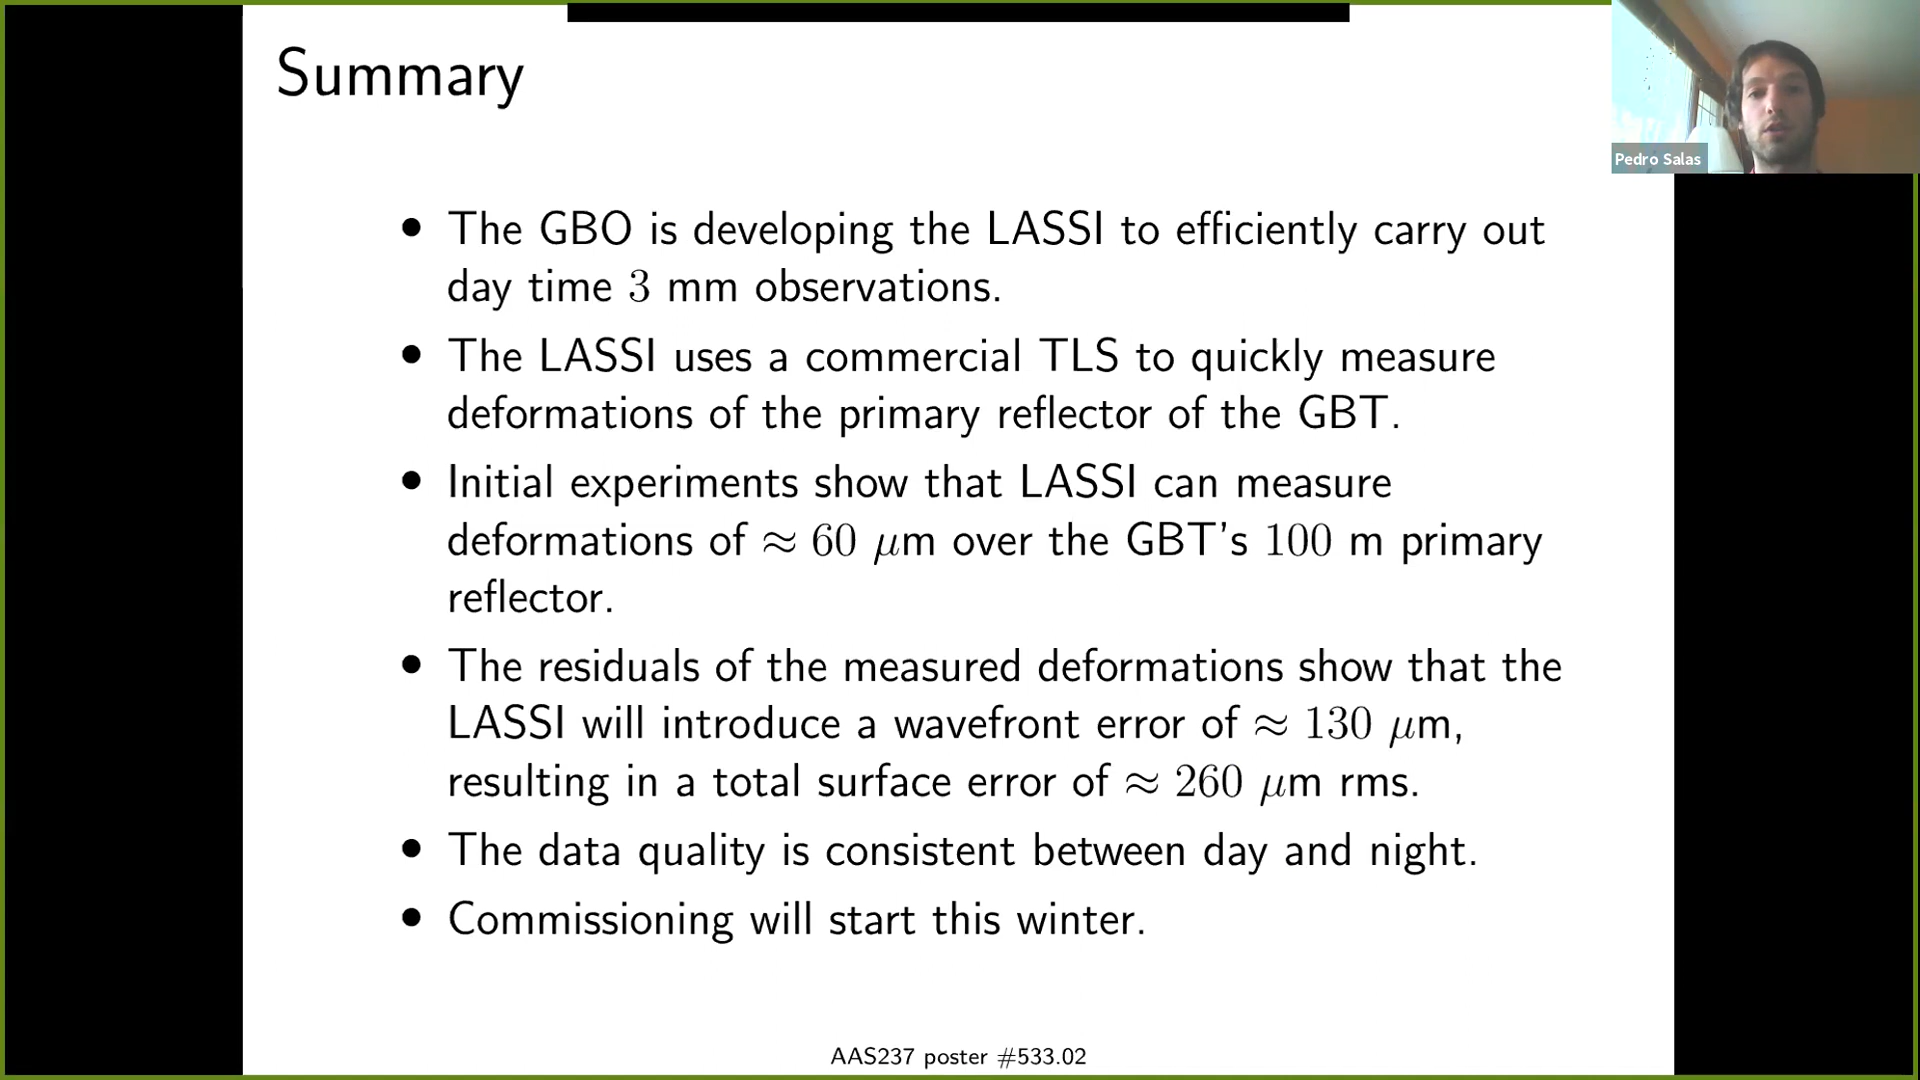 Summary
Pedro Salas
• The GBO is developing the LASSI to efficiently carry out
day time 3 mm observations.
• The LASSI uses a commercial TLS to quickly measure
deformations of the primary reflector of the GBT.
• Initial experiments show that LASSI can measure
deformations of ≈ 60 μm over the GBT's 100 m primary
reflector.
• The residuals of the measured deformations show that the
LASSI will introduce a wavefront error of ≈ 130 μm,
resulting in a total surface error of ≈ 260 μm rms.
• The data quality is consistent between day and night.
• Commissioning will start this winter.
AAS237 poster #533.02